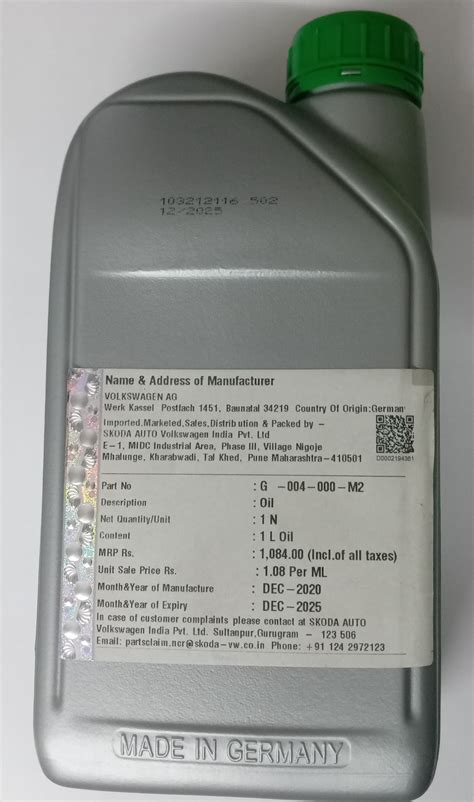 103212116 502
12/2025
Name & Address of Manufacturer
VOLKSWAGEN AG
Werk Kassel Postfach 1451, Baunatal 34219 Country Of Origin:German
Imported,Marketed,Sales,Distribution & Packed by -
SKODA AUTO Volkswagen India Pvt. Ltd
E-1, MIDC Industrial Area, Phase III, Village Nigoje
Mhalunge, Kharabwadi, Tal Khed, Pune Maharashtra-410501
D0002194361
Part No : G -004-000-M2
Description : Oil
Net Quantity/Unit : 1 N
Content : 1 L Oil
MRP Rs. : 1,084.00 (Incl.of all taxes)
Unit Sale Price Rs. : 1.08 Per ML
Month&Year of Manufacture : DEC-2020
Month&Year of Expiry : DEC-2025
In case of customer complaints please contact at SKODA AUTO
Volkswagen India Pvt. Ltd. Sultanpur,Gurugram - 123 506
Email: partsclaim.ncr@skoda-vw.co.in Phone: +91 124 2972123
MADE IN GERMANY